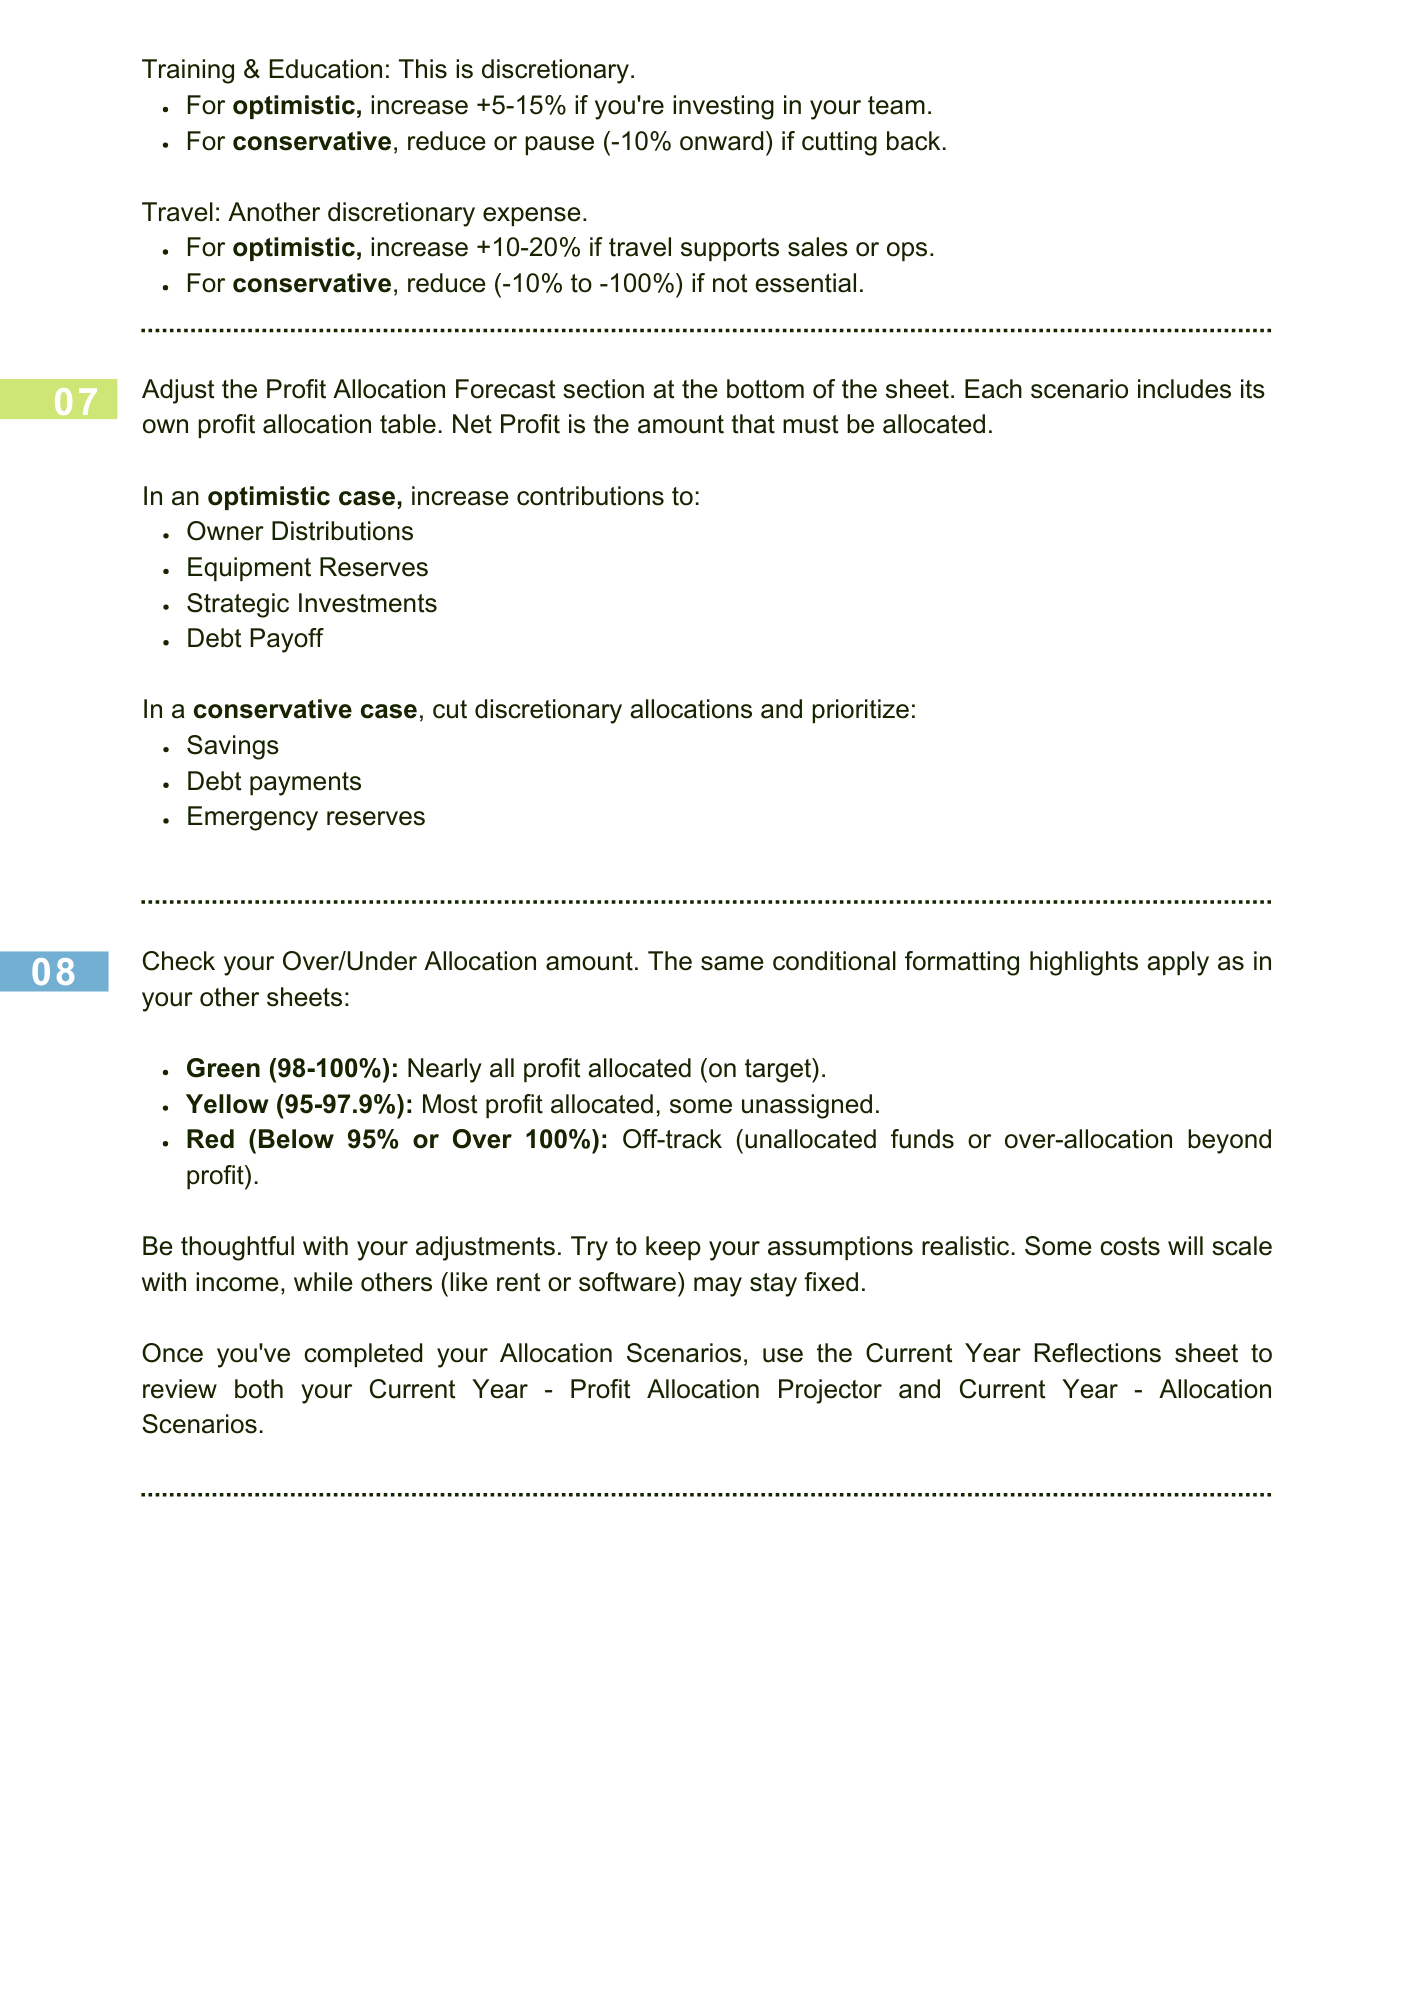 Training & Education: This is discretionary.
• For optimistic, increase +5-15% if you're investing in your team.
• For conservative, reduce or pause (-10% onward) if cutting back.
Travel: Another discretionary expense.
• For optimistic, increase +10-20% if travel supports sales or ops.
• For conservative, reduce (-10% to -100%) if not essential.
07
Adjust the Profit Allocation Forecast section at the bottom of the sheet. Each scenario includes its
own profit allocation table. Net Profit is the amount that must be allocated.
In an optimistic case, increase contributions to:
• Owner Distributions
• Equipment Reserves
• Strategic Investments
• Debt Payoff
In a conservative case, cut discretionary allocations and prioritize:
• Savings
• Debt payments
• Emergency reserves
08
Check your Over/Under Allocation amount. The same conditional formatting highlights apply as in
your other sheets:
• Green (98-100%): Nearly all profit allocated (on target).
• Yellow (95-97.9%): Most profit allocated, some unassigned.
• Red (Below 95% or Over 100%): Off-track (unallocated funds or over-allocation beyond
profit).
Be thoughtful with your adjustments. Try to keep your assumptions realistic. Some costs will scale
with income, while others (like rent or software) may stay fixed.
Once you've completed your Allocation Scenarios, use the Current Year Reflections sheet to
review both your Current Year - Profit Allocation Projector and Current Year - Allocation
Scenarios.